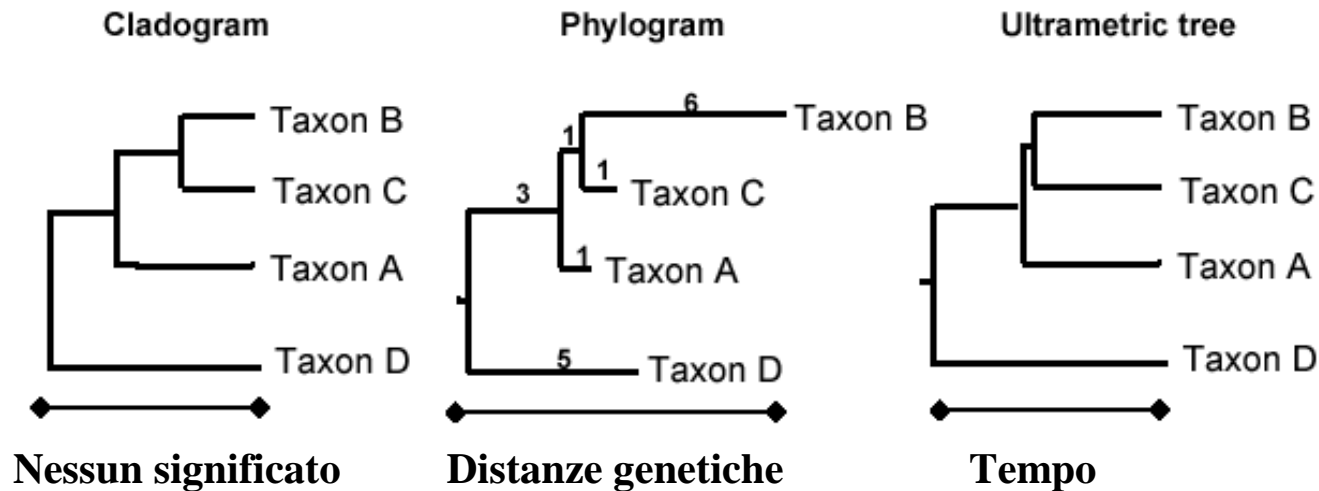 Cladogram
Taxon B
Taxon C
Taxon A
Taxon D
Nessun significato
Phylogram
6
Taxon B
1
1
Taxon C
3
1
Taxon A
5
Taxon D
Distanze genetiche
Ultrametric tree
Taxon B
Taxon C
Taxon A
Taxon D
Tempo